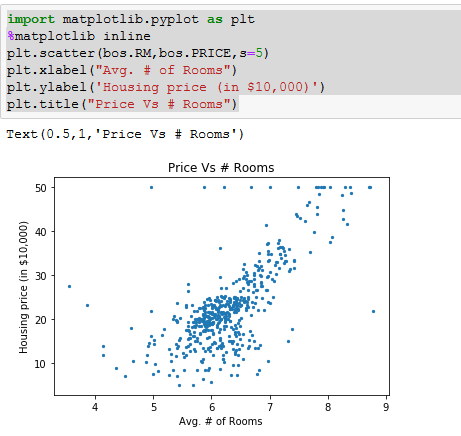 import matplotlib.pyplot as plt
%matplotlib inline
plt.scatter(bos.RM,bos.PRICE,s=5)
plt.xlabel("Avg. # of Rooms")
plt.ylabel('Housing price (in $10,000)')
plt.title("Price Vs # Rooms")
Text(0.5,1,'Price Vs # Rooms')
Price Vs # Rooms
Housing price (in $10,000)
50
40
30
20
10
4 5 6 7 8 9
Avg. # of Rooms